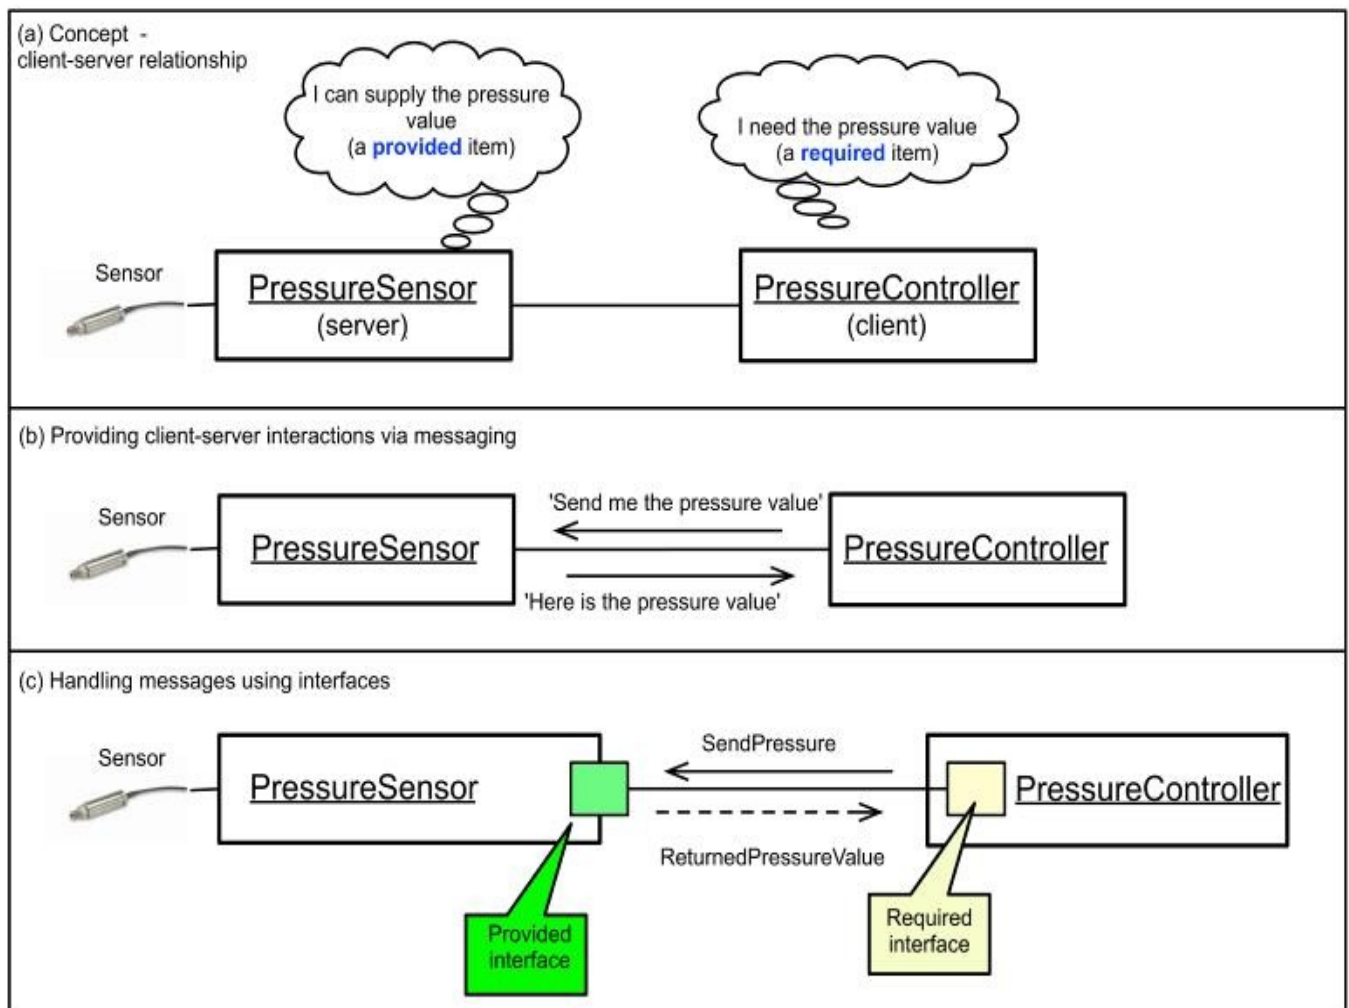 (a) Concept -
client-server relationship
I can supply the pressure
value
(a provided item)
I need the pressure value
(a required item)
Sensor
PressureSensor
(server)
PressureController
(client)
(b) Providing client-server interactions via messaging
Sensor
PressureSensor
'Send me the pressure value'
'Here is the pressure value'
PressureController
(c) Handling messages using interfaces
Sensor
PressureSensor
SendPressure
ReturnedPressureValue
PressureController
Provided
interface
Required
interface